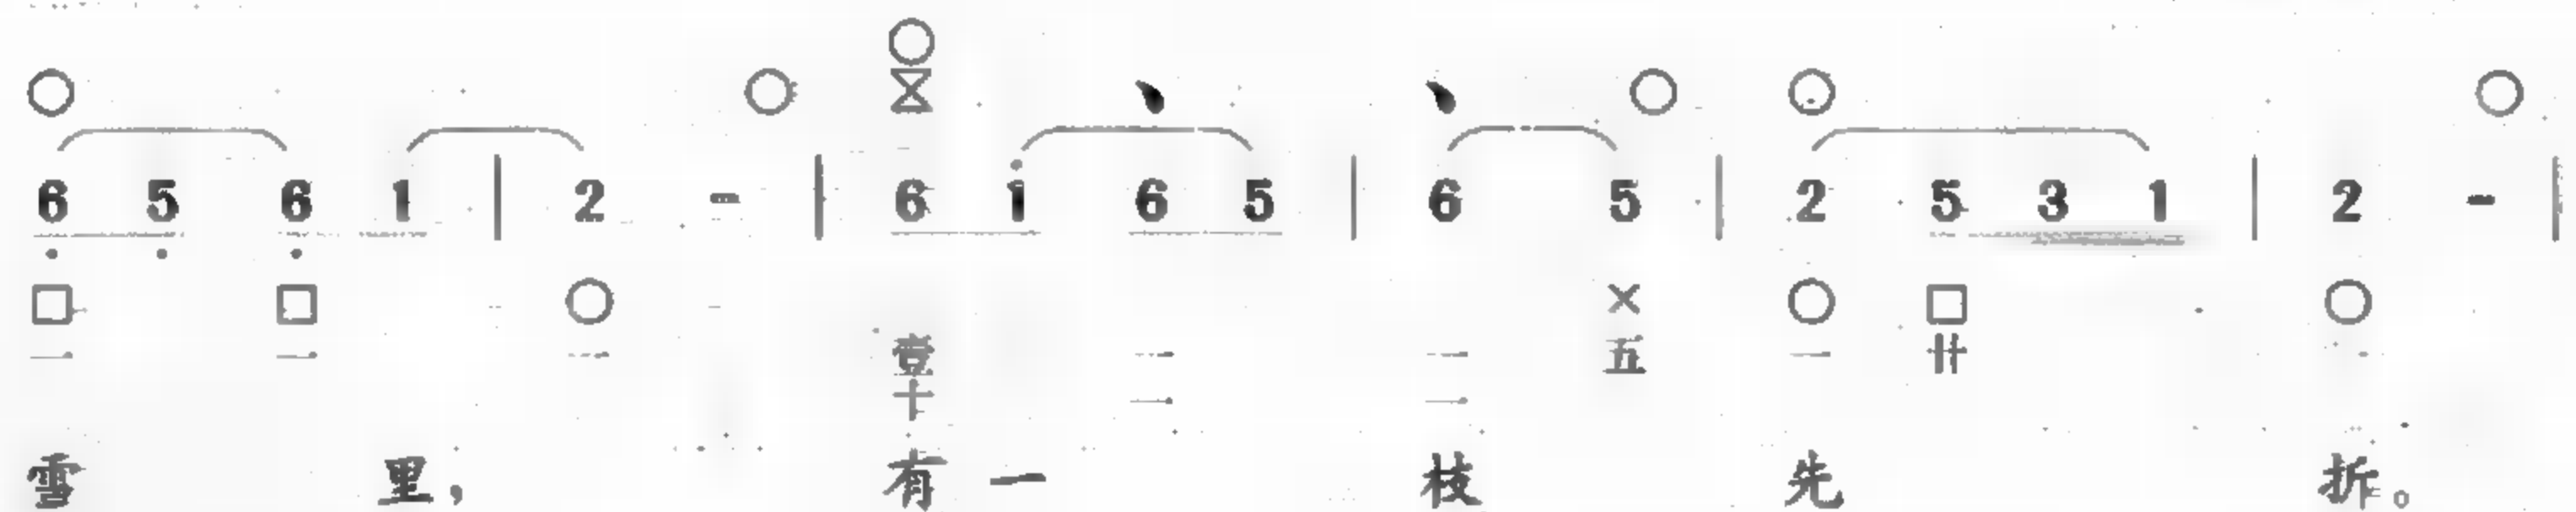 6 5 6 1 | 2 - | 6 i 6 5 | 6 5 | 2 5 3 1 | 2 - |
一 一 一 壹 二 二 五 一 卄
十
雪 里, 有 一 枝 先 折。